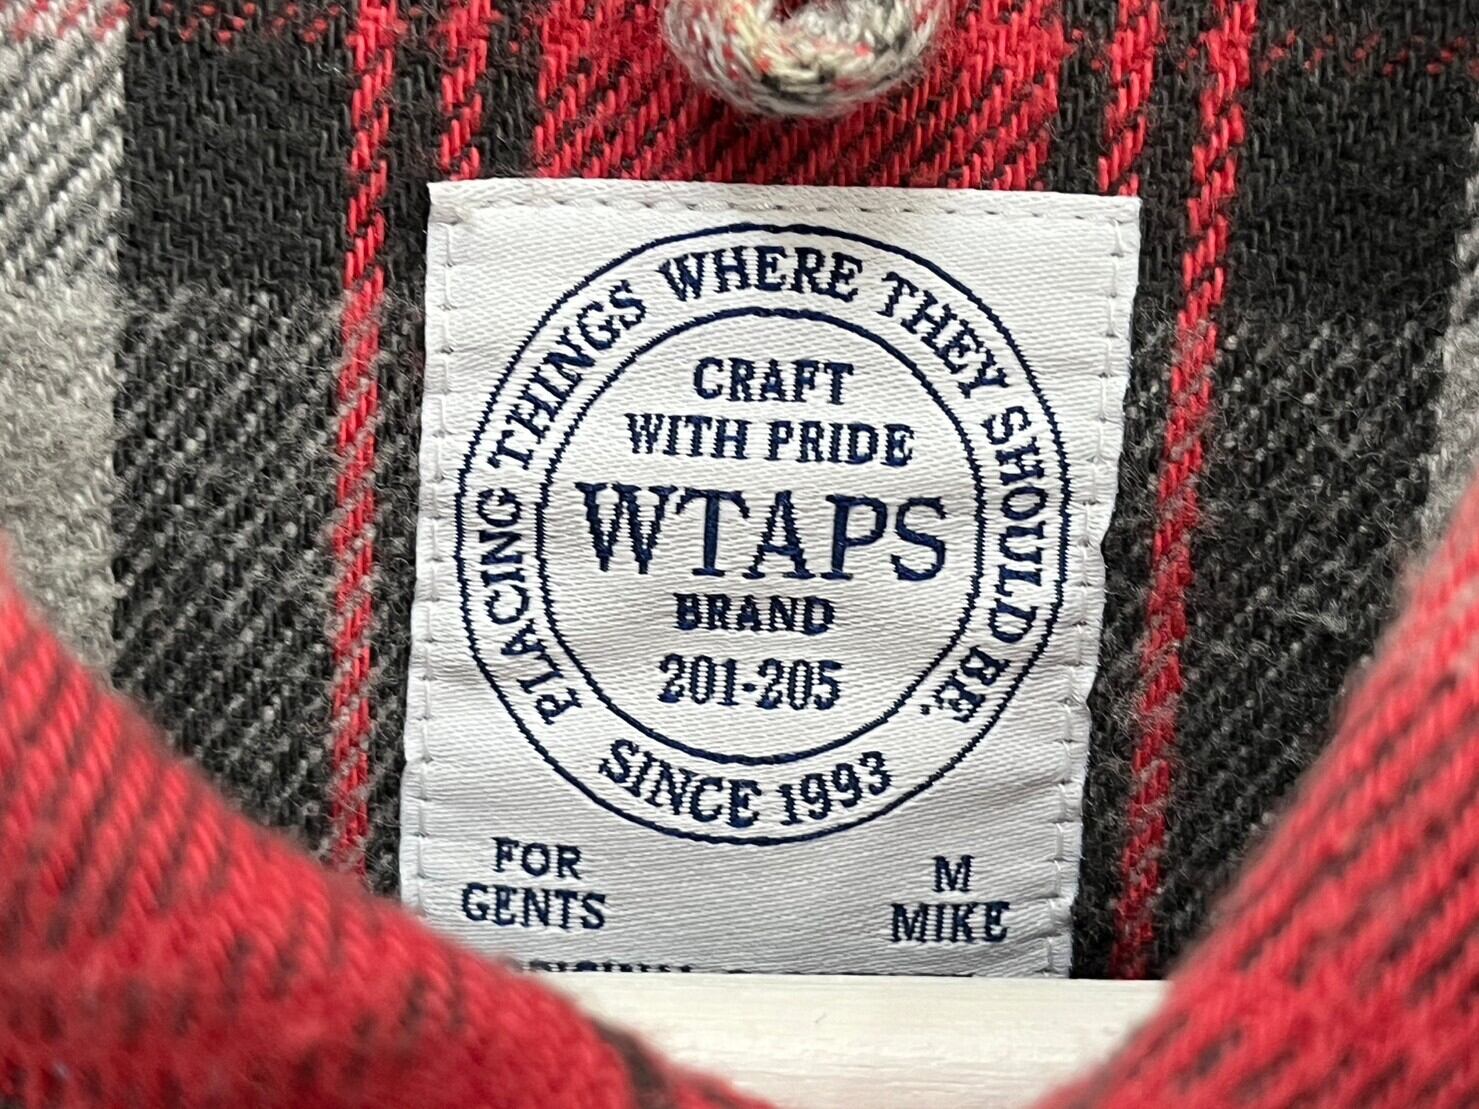 PLACING THINGS WHERE THEY SHOULD BE.
CRAFT
WITH PRIDE
WTAPS
BRAND
201-205
SINCE 1993
FOR
GENTS
M
MIKE